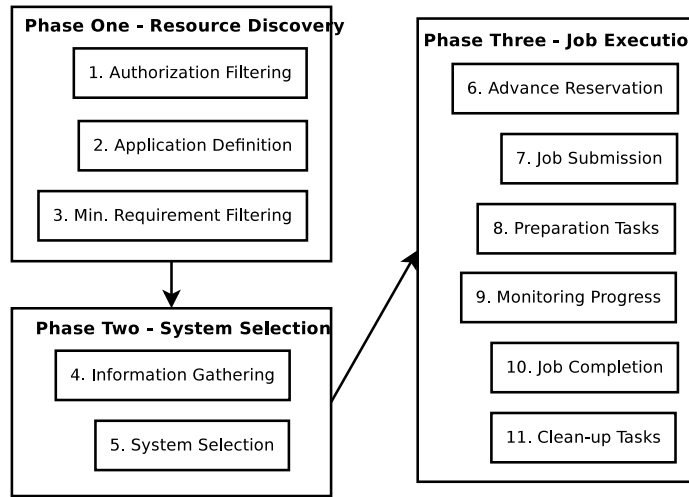 Phase One - Resource Discovery
1. Authorization Filtering
2. Application Definition
3. Min. Requirement Filtering
Phase Two - System Selection
4. Information Gathering
5. System Selection
Phase Three - Job Executio
6. Advance Reservation
7. Job Submission
8. Preparation Tasks
9. Monitoring Progress
10. Job Completion
11. Clean-up Tasks